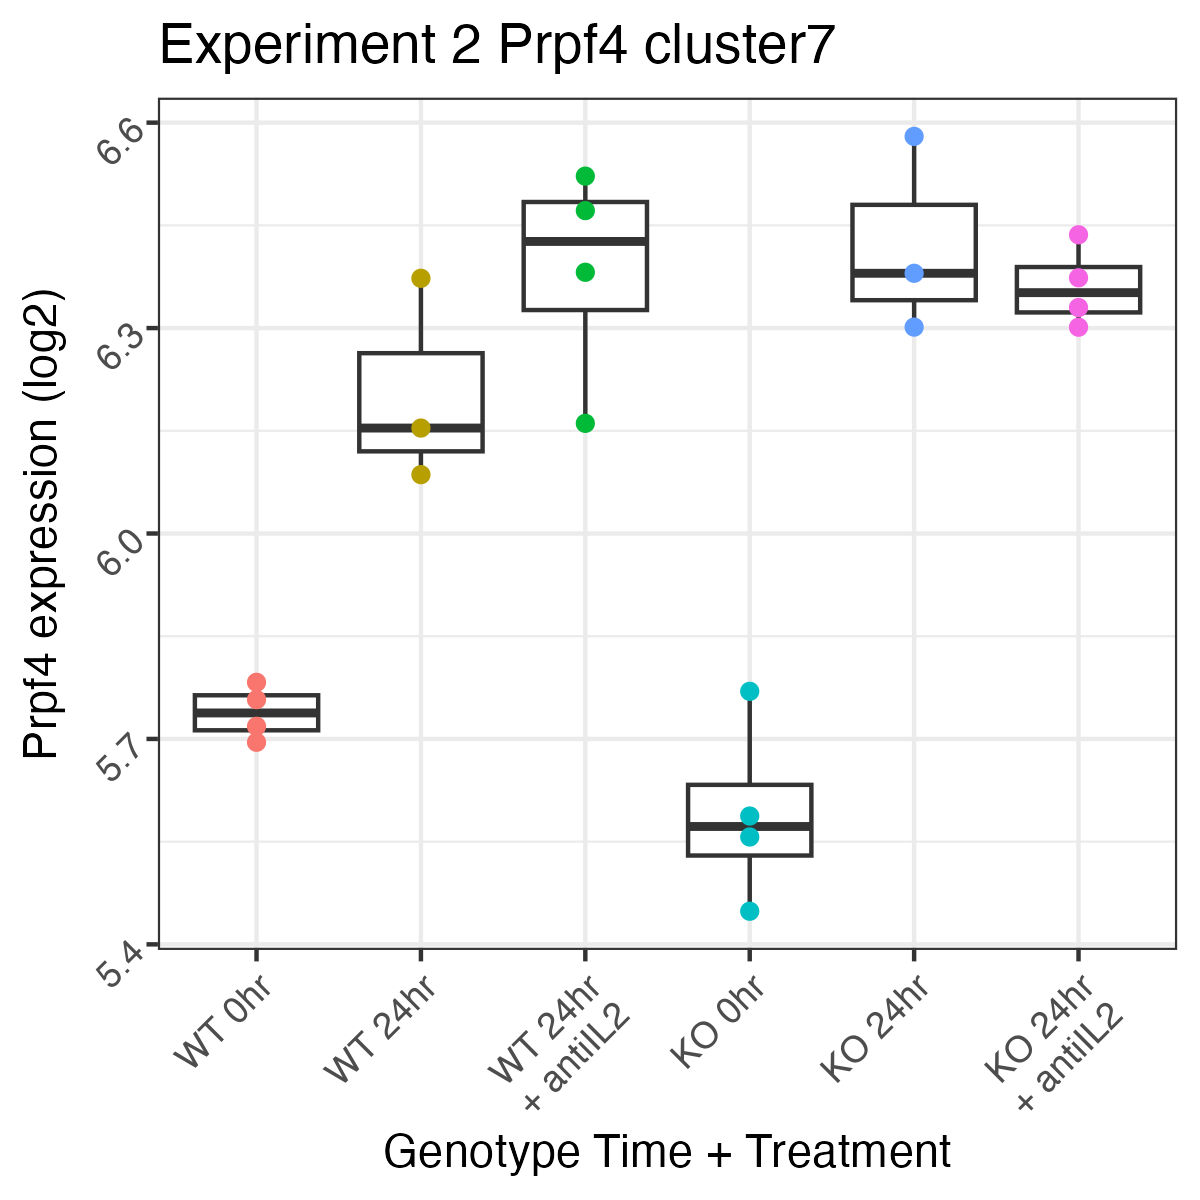 Experiment 2 Prpf4 cluster7
Prpf4 expression (log2)
6.6
6.3
6.0
5.7
5.4
WT 0hr
WT 24hr
WT 24hr
+ antiIL2
KO 0hr
KO 24hr
KO 24hr
+ antiIL2
Genotype Time + Treatment